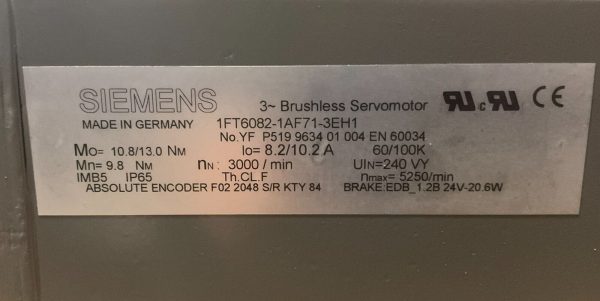 SIEMENS 3~ Brushless Servomotor
MADE IN GERMANY 1FT6082-1AF71-3EH1
No.YF P519 9634 01 004 EN 60034
Mo= 10.8/13.0 NM Io= 8.2/10.2 A 60/100K
Mn= 9.8 NM nN: 3000 / min UIN=240 VY
IMB5 IP65 Th.CL.F nmax= 5250/min
ABSOLUTE ENCODER F02 2048 S/R KTY 84 BRAKE:EDB_1.2B 24V-20.6W